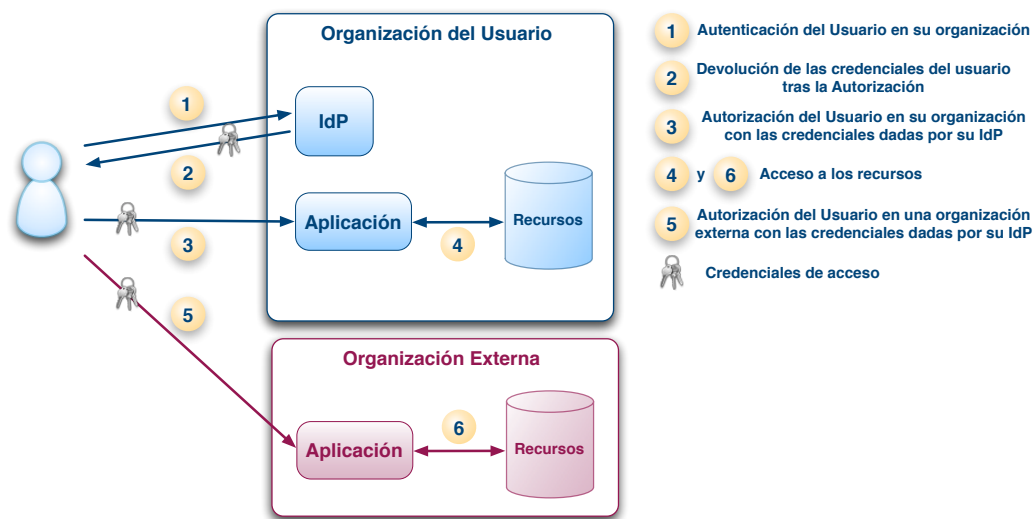 Organización del Usuario
1
IdP
2
Aplicación
Recursos
3
4
5
Organización Externa
Aplicación
6
Recursos
1 Autenticación del Usuario en su organización
2 Devolución de las credenciales del usuario
tras la Autorización
3 Autorización del Usuario en su organización
con las credenciales dadas por su IdP
4 y 6 Acceso a los recursos
5 Autorización del Usuario en una organización
externa con las credenciales dadas por su IdP
Credenciales de acceso